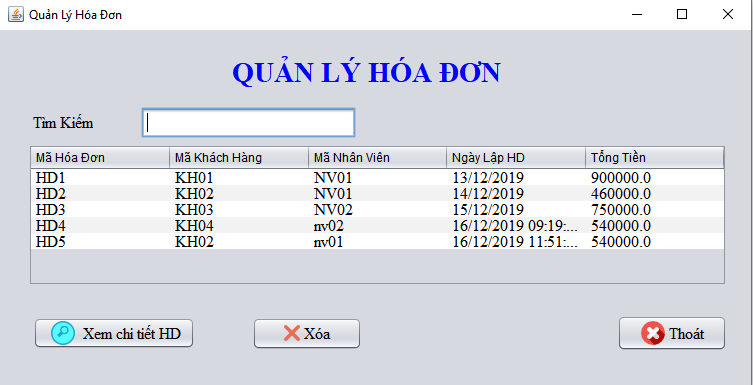 Quản Lý Hóa Đơn
QUẢN LÝ HÓA ĐƠN
Tìm Kiếm
Mã Hóa Đơn Mã Khách Hàng Mã Nhân Viên Ngày Lập HD Tổng Tiền
HD1 KH01 NV01 13/12/2019 900000.0
HD2 KH02 NV01 14/12/2019 460000.0
HD3 KH03 NV02 15/12/2019 750000.0
HD4 KH04 nv02 16/12/2019 09:19:... 540000.0
HD5 KH02 nv01 16/12/2019 11:51:... 540000.0
Xem chi tiết HD Xóa Thoát